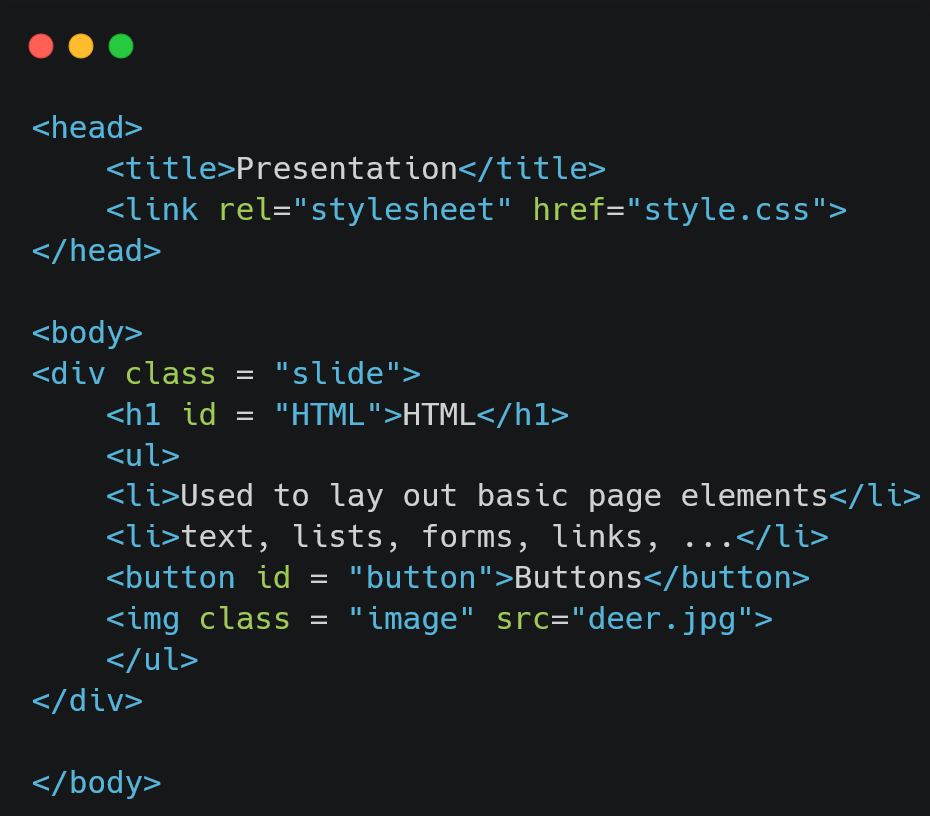 <head>
    <title>Presentation</title>
    <link rel="stylesheet" href="style.css">
</head>

<body>
<div class = "slide">
    <h1 id = "HTML">HTML</h1>
    <ul>
    <li>Used to lay out basic page elements</li>
    <li>text, lists, forms, links, ...</li>
    <button id = "button">Buttons</button>
    <img class = "image" src="deer.jpg">
    </ul>
</div>

</body>